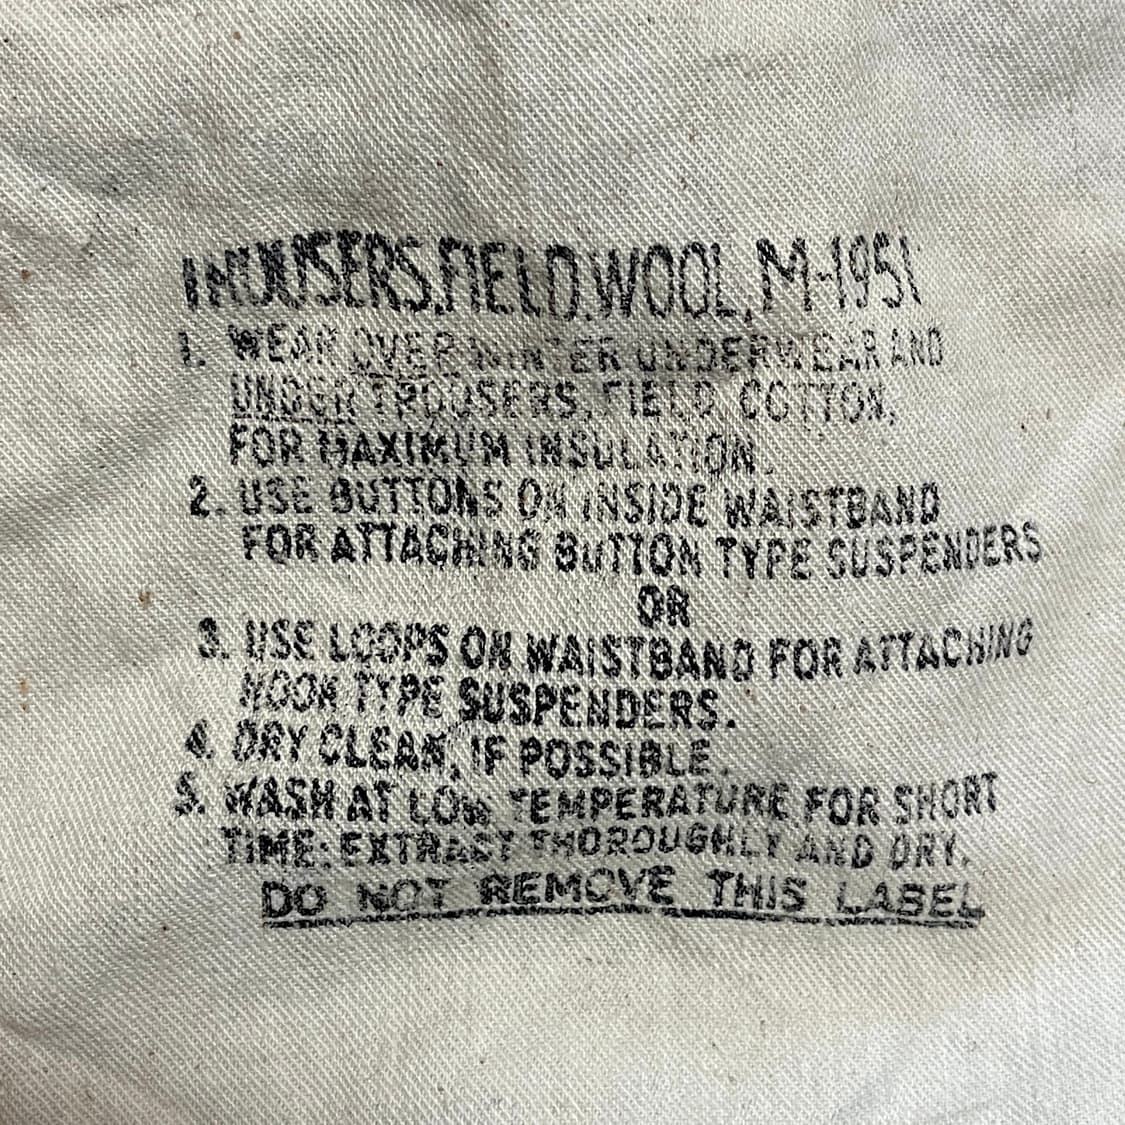 TROUSERS, FIELD, WOOL, M-1951
1. WEAR OVER WINTER UNDERWEAR AND
UNDER TROUSERS, FIELD COTTON,
FOR MAXIMUM INSULATION.
2. USE BUTTONS ON INSIDE WAISTBAND
FOR ATTACHING BUTTON TYPE SUSPENDERS
OR
3. USE LOOPS ON WAISTBAND FOR ATTACHING
HOOK TYPE SUSPENDERS.
4. DRY CLEAN, IF POSSIBLE.
5. WASH AT LOW TEMPERATURE FOR SHORT
TIME: EXTRACT THOROUGHLY AND DRY.
DO NOT REMOVE THIS LABEL